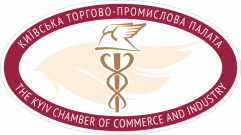 КИЇВСЬКА ТОРГОВО-ПРОМИСЛОВА ПАЛАТА
THE KYIV CHAMBER OF COMMERCE AND INDUSTRY